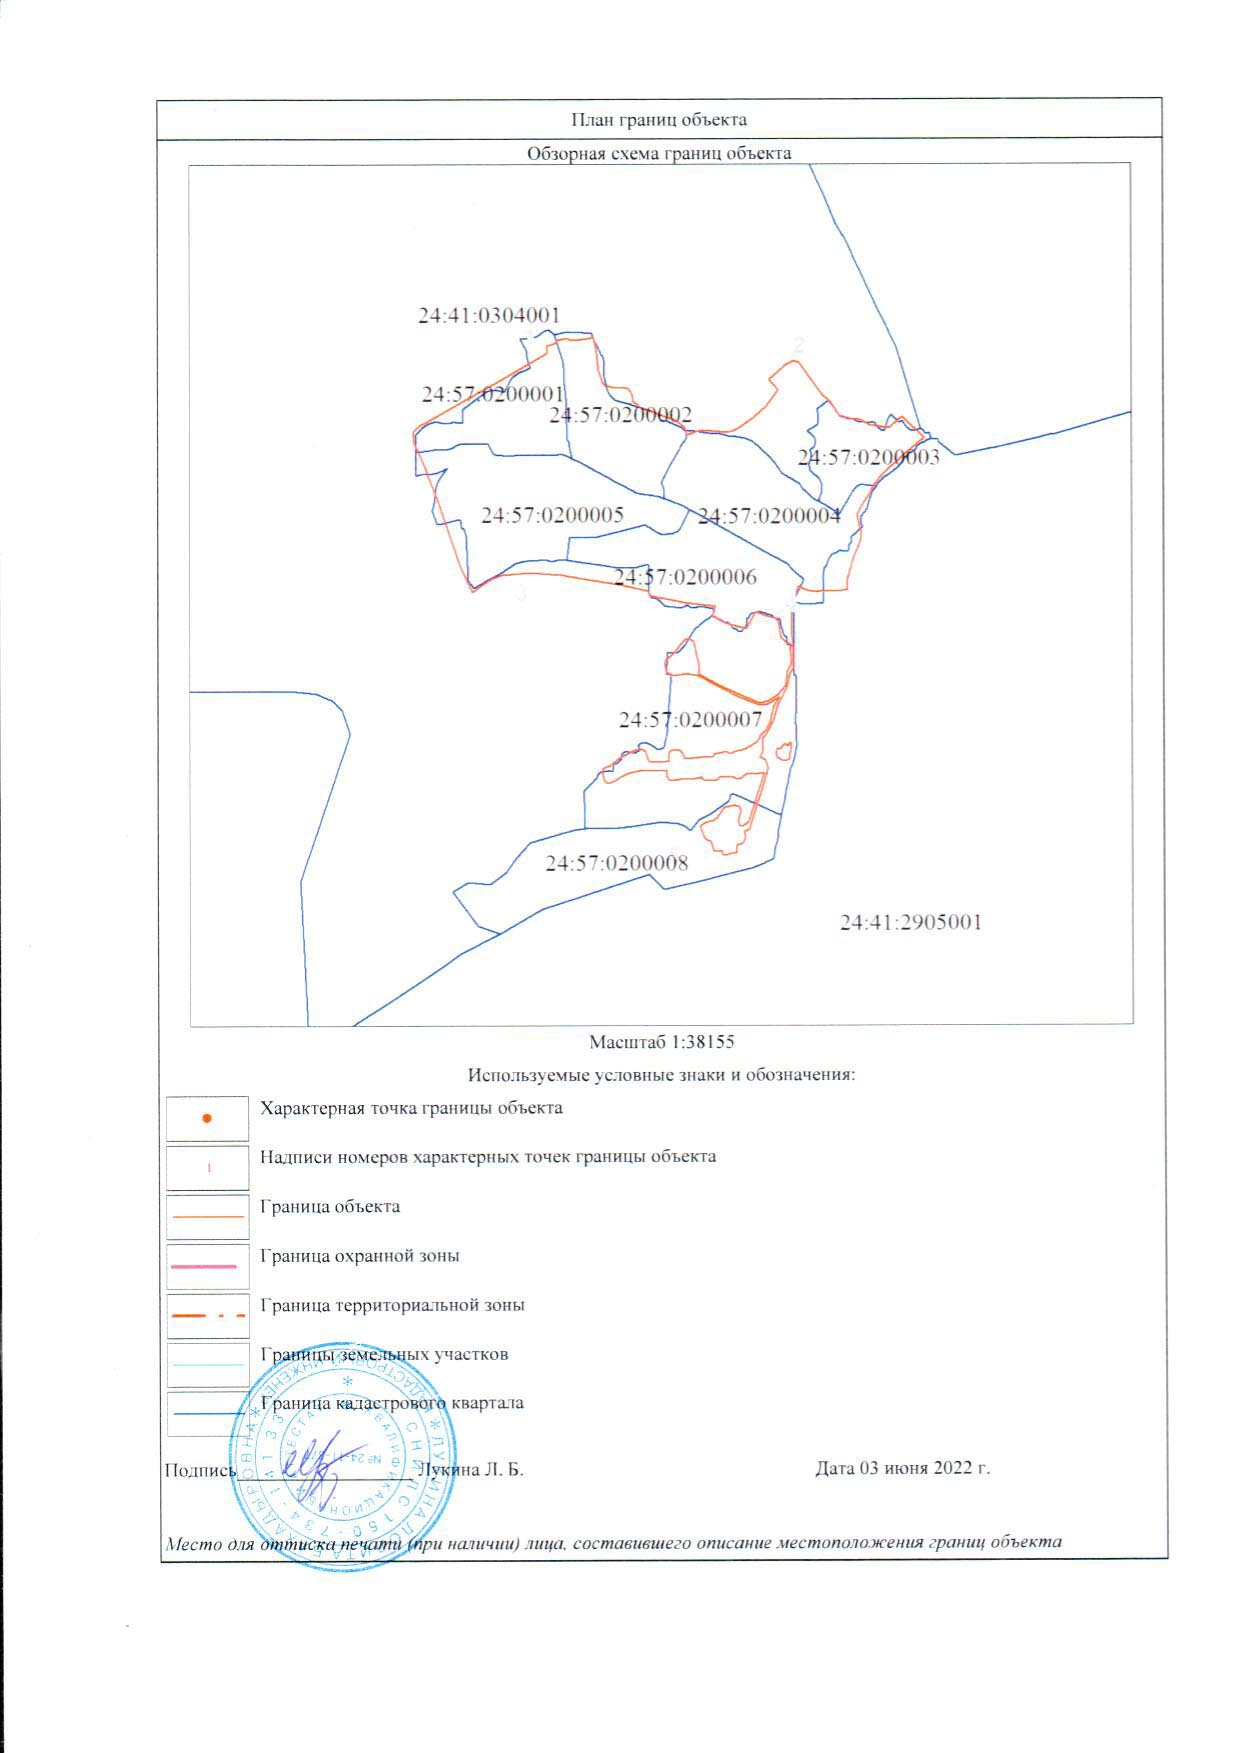 План границ объекта
Обзорная схема границ объекта
24:41:0304001
2
24:57:0200001
24:57:0200002
24:57:0200003
24:57:0200005
24:57:0200004
24:57:0200006
3
24:57:0200007
24:57:0200008
24:41:2905001
Масштаб 1:38155
Используемые условные знаки и обозначения:
Характерная точка границы объекта
1 Надписи номеров характерных точек границы объекта
Граница объекта
Граница охранной зоны
Граница территориальной зоны
Границы земельных участков
Граница кадастрового квартала
Подпись Лукина Л. Б.
Дата 03 июня 2022 г.
Место для оттиска печати (при наличии) лица, составившего описание местоположения границ объекта